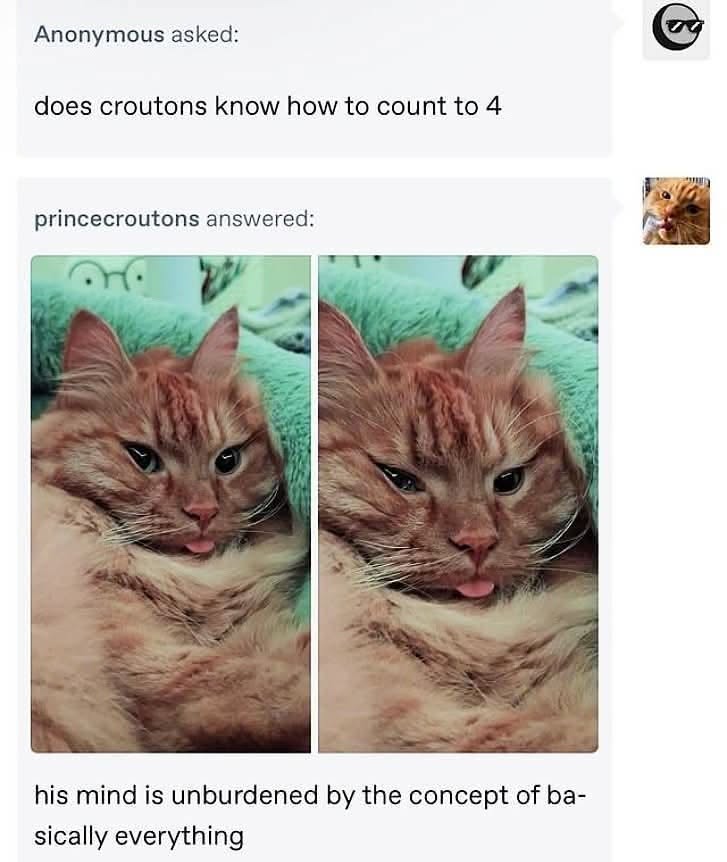 Anonymous asked:
does croutons know how to count to 4
princecroutons answered:
his mind is unburdened by the concept of ba-
sically everything